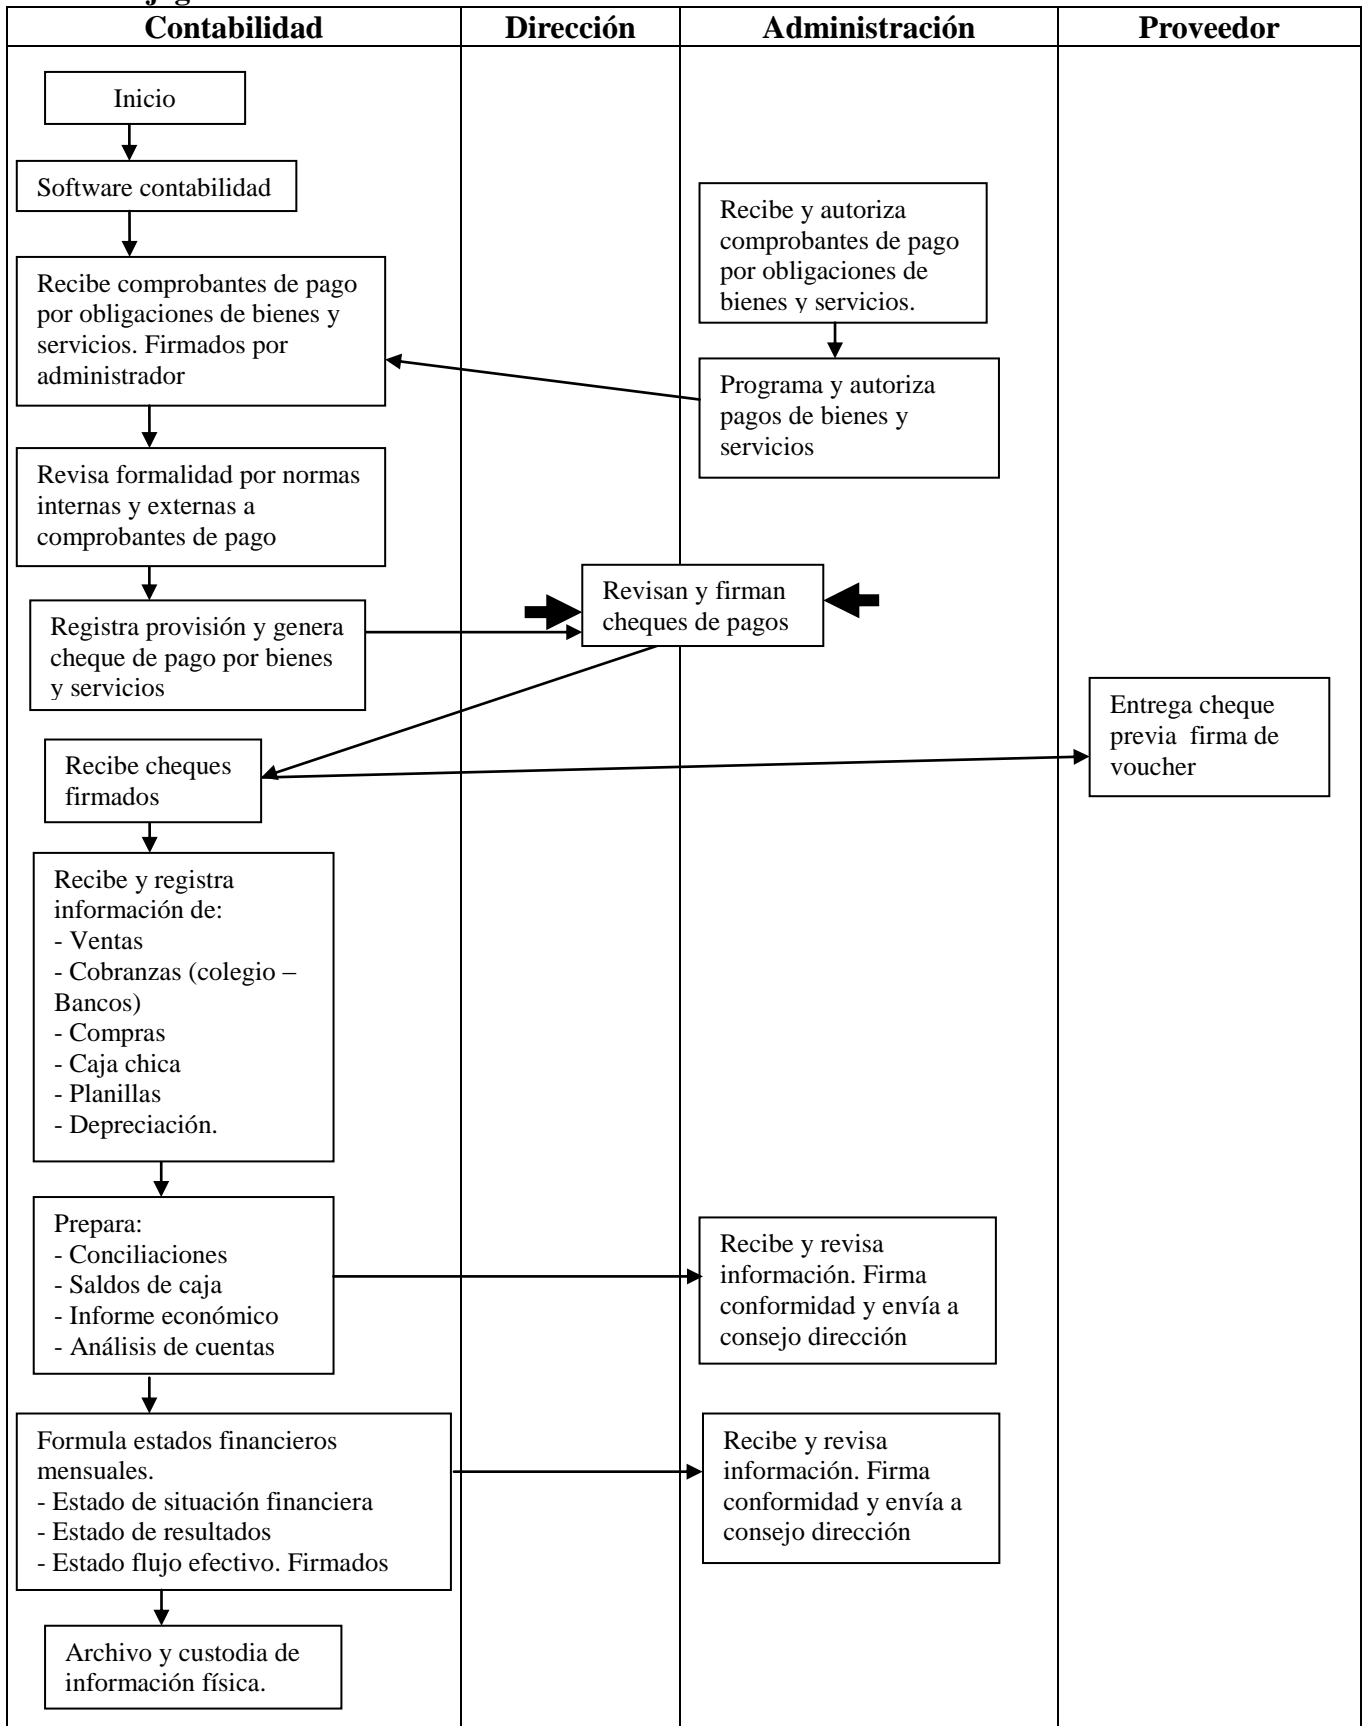 Contabilidad
Dirección
Administración
Proveedor
Inicio
Software contabilidad
Recibe comprobantes de pago
por obligaciones de bienes y
servicios. Firmados por
administrador
Recibe y autoriza
comprobantes de pago
por obligaciones de
bienes y servicios.
Programa y autoriza
pagos de bienes y
servicios
Revisa formalidad por normas
internas y externas a
comprobantes de pago
Registra provisión y genera
cheque de pago por bienes
y servicios
Revisan y firman
cheques de pagos
Entrega cheque
previa firma de
voucher
Recibe cheques
firmados
Recibe y registra
información de:
- Ventas
- Cobranzas (colegio –
Bancos)
- Compras
- Caja chica
- Planillas
- Depreciación.
Prepara:
- Conciliaciones
- Saldos de caja
- Informe económico
- Análisis de cuentas
Recibe y revisa
información. Firma
conformidad y envía a
consejo dirección
Formula estados financieros
mensuales.
- Estado de situación financiera
- Estado de resultados
- Estado flujo efectivo. Firmados
Recibe y revisa
información. Firma
conformidad y envía a
consejo dirección
Archivo y custodia de
información física.